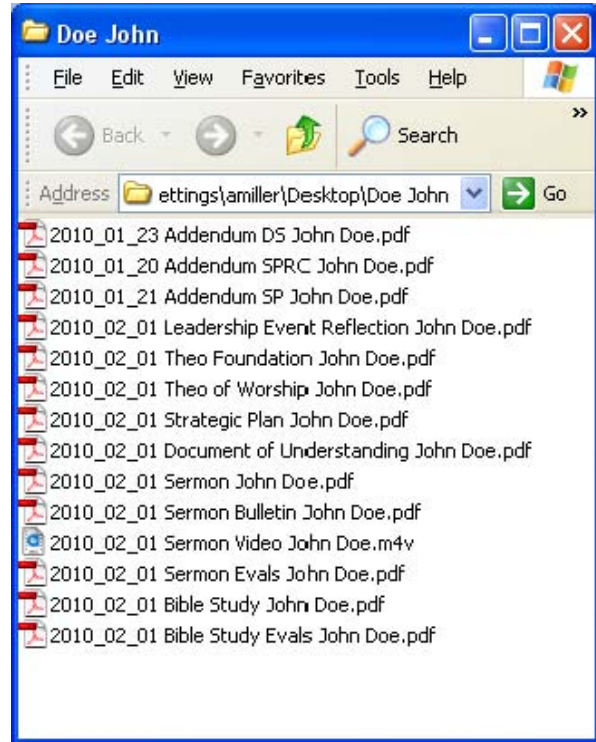 Doe John
File Edit View Favorites Tools Help
Back Search »
Address ettings\amiller\Desktop\Doe John Go
2010_01_23 Addendum DS John Doe.pdf
2010_01_20 Addendum SPRC John Doe.pdf
2010_01_21 Addendum SP John Doe.pdf
2010_02_01 Leadership Event Reflection John Doe.pdf
2010_02_01 Theo Foundation John Doe.pdf
2010_02_01 Theo of Worship John Doe.pdf
2010_02_01 Strategic Plan John Doe.pdf
2010_02_01 Document of Understanding John Doe.pdf
2010_02_01 Sermon John Doe.pdf
2010_02_01 Sermon Bulletin John Doe.pdf
2010_02_01 Sermon Video John Doe.m4v
2010_02_01 Sermon Evals John Doe.pdf
2010_02_01 Bible Study John Doe.pdf
2010_02_01 Bible Study Evals John Doe.pdf